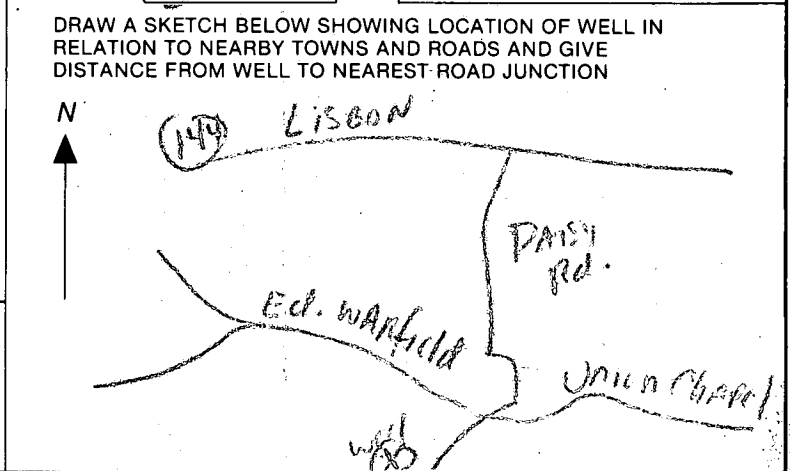 DRAW A SKETCH BELOW SHOWING LOCATION OF WELL IN
RELATION TO NEARBY TOWNS AND ROADS AND GIVE
DISTANCE FROM WELL TO NEAREST ROAD JUNCTION
N
144 LISBON
DAISY
Rd.
Ed. WARfield
UNION ChAPEl
well